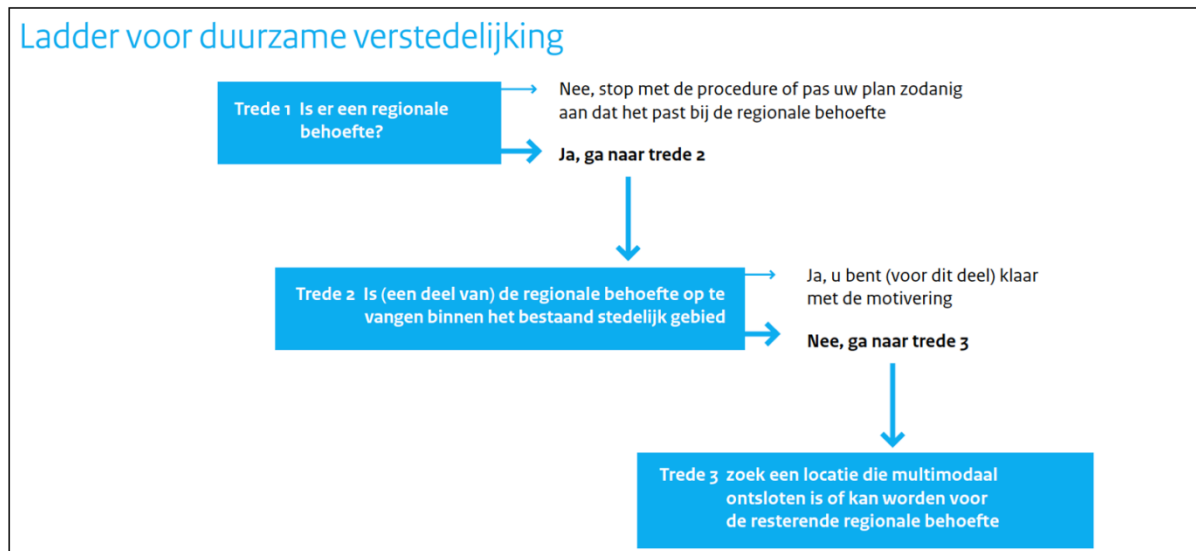 Ladder voor duurzame verstedelijking
Trede 1 Is er een regionale
behoefte?
Nee, stop met de procedure of pas uw plan zodanig
aan dat het past bij de regionale behoefte
Ja, ga naar trede 2
Trede 2 Is (een deel van) de regionale behoefte op te
vangen binnen het bestaand stedelijk gebied
Ja, u bent (voor dit deel) klaar
met de motivering
Nee, ga naar trede 3
Trede 3 zoek een locatie die multimodaal
ontsloten is of kan worden voor
de resterende regionale behoefte